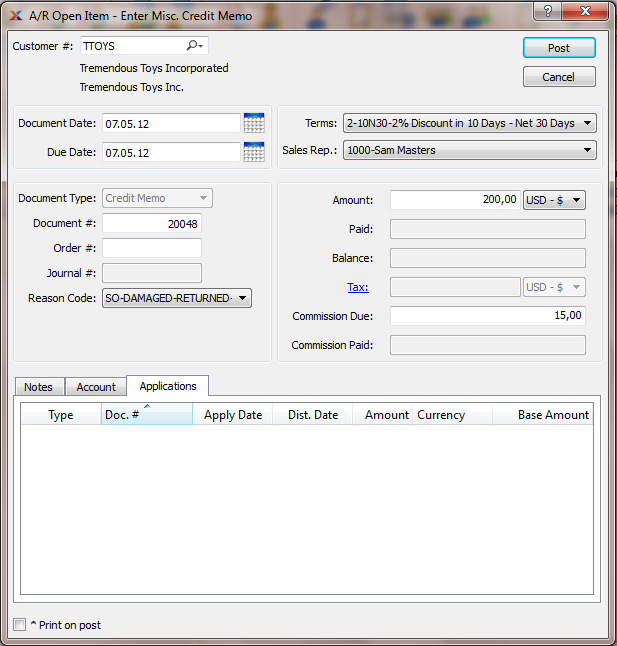 A/R Open Item - Enter Misc. Credit Memo
Customer #: TTOYS
Post
Tremendous Toys Incorporated
Cancel
Tremendous Toys Inc.
Document Date: 07.05.12
Due Date: 07.05.12
Terms: 2-10N30-2% Discount in 10 Days - Net 30 Days
Sales Rep.: 1000-Sam Masters
Document Type: Credit Memo
Document #: 20048
Order #:
Journal #:
Reason Code: SO-DAMAGED-RETURNED-
Amount: 200,00 USD - $
Paid:
Balance:
Tax: USD - $
Commission Due: 15,00
Commission Paid:
Notes Account Applications
Type Doc. # Apply Date Dist. Date Amount Currency Base Amount
^ Print on post